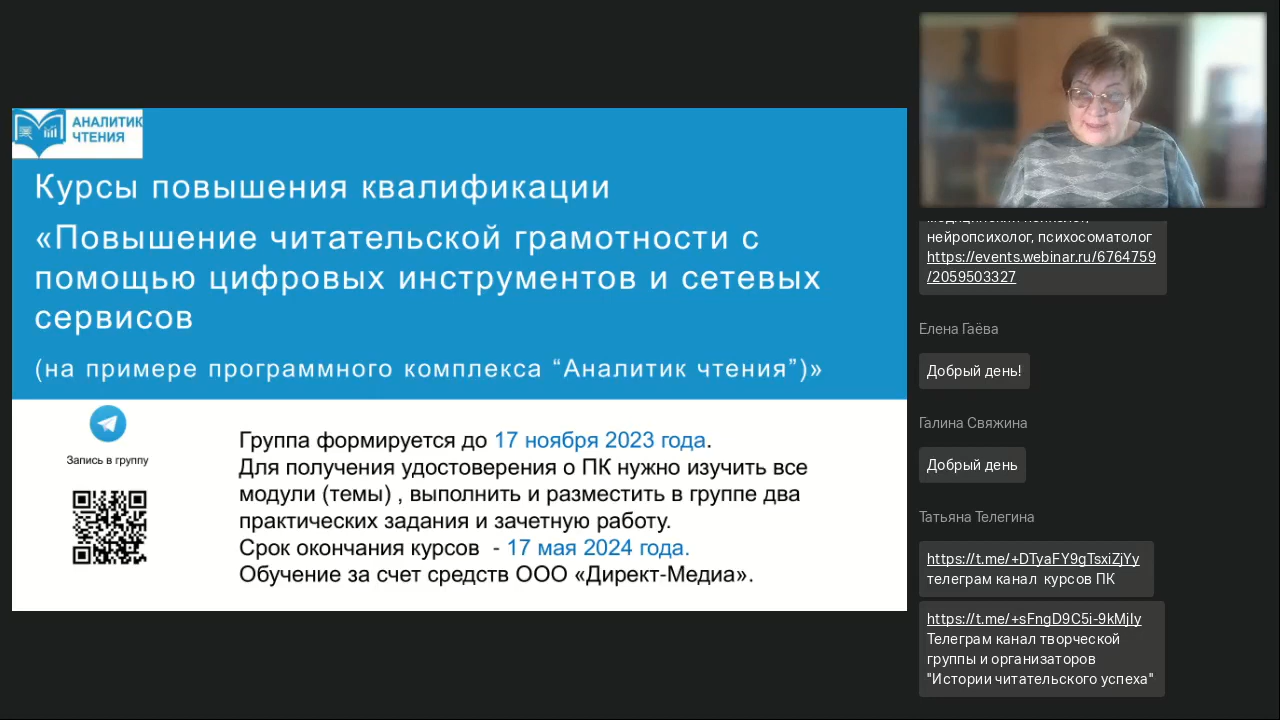 АНАЛИТИК
ЧТЕНИЯ
Курсы повышения квалификации
«Повышение читательской грамотности с
помощью цифровых инструментов и сетевых
сервисов
(на примере программного комплекса “Аналитик чтения”)»
Запись в группу
Группа формируется до 17 ноября 2023 года.
Для получения удостоверения о ПК нужно изучить все
модули (темы) , выполнить и разместить в группе два
практических задания и зачетную работу.
Срок окончания курсов - 17 мая 2024 года.
Обучение за счет средств ООО «Директ-Медиа».
нейропсихолог, психосоматолог
https://events.webinar.ru/6764759
/2059503327
Елена Гаёва
Добрый день!
Галина Свяжина
Добрый день
Татьяна Телегина
https://t.me/+DTyaFY9gTsxiZjYy
телеграм канал курсов ПК
https://t.me/+sFngD9C5i-9kMjIy
Телеграм канал творческой
группы и организаторов
"Истории читательского успеха"